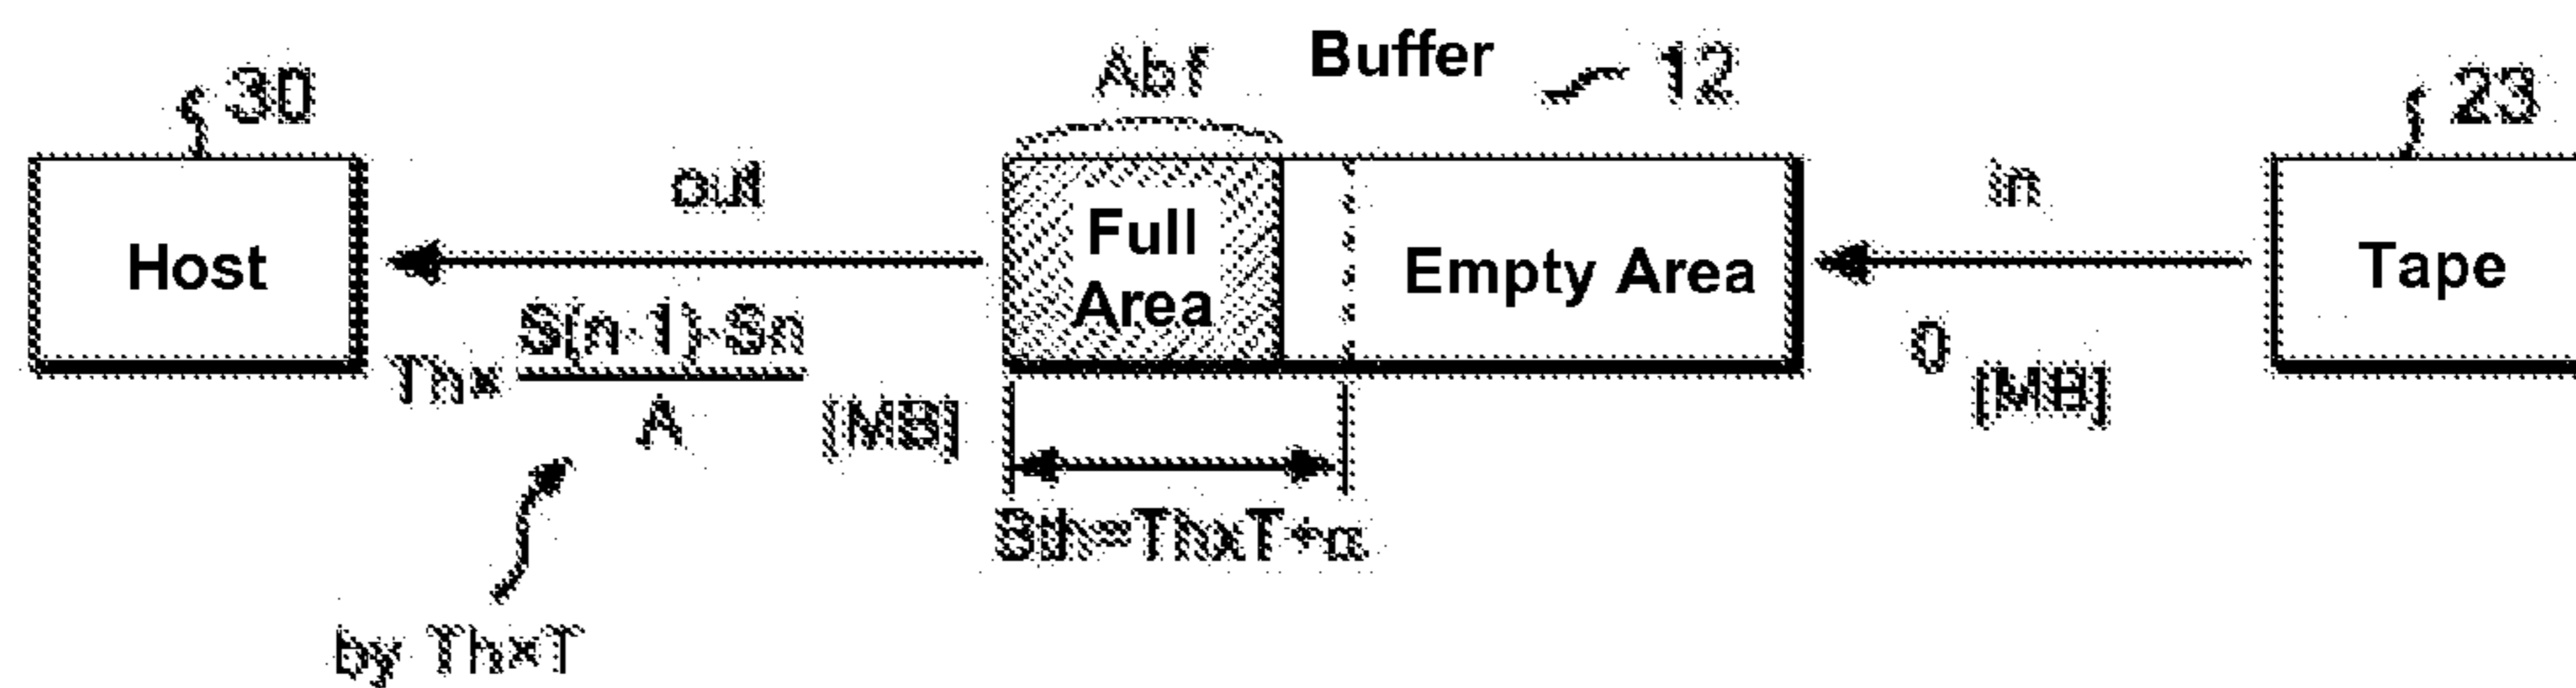 Abf Buffer 12
30
23
out
in
Host
Full
Area
Empty Area
Tape
Th×
S(n-1)-Sn
A
[MB]
0
[MB]
Sth=Th×T+α
by Th×T